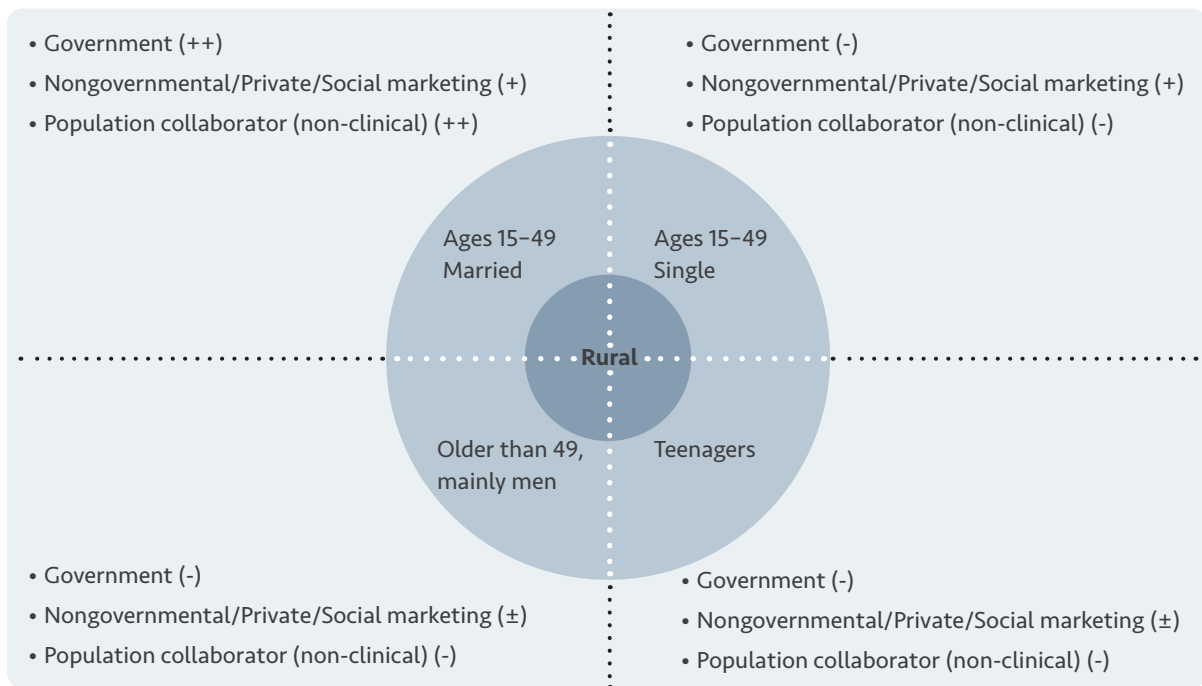 • Government (++)
• Nongovernmental/Private/Social marketing (+)
• Population collaborator (non-clinical) (++)
• Government (-)
• Nongovernmental/Private/Social marketing (+)
• Population collaborator (non-clinical) (-)
Ages 15–49
Married
Ages 15–49
Single
Rural
Older than 49,
mainly men
Teenagers
• Government (-)
• Nongovernmental/Private/Social marketing (±)
• Population collaborator (non-clinical) (-)
• Government (-)
• Nongovernmental/Private/Social marketing (±)
• Population collaborator (non-clinical) (-)